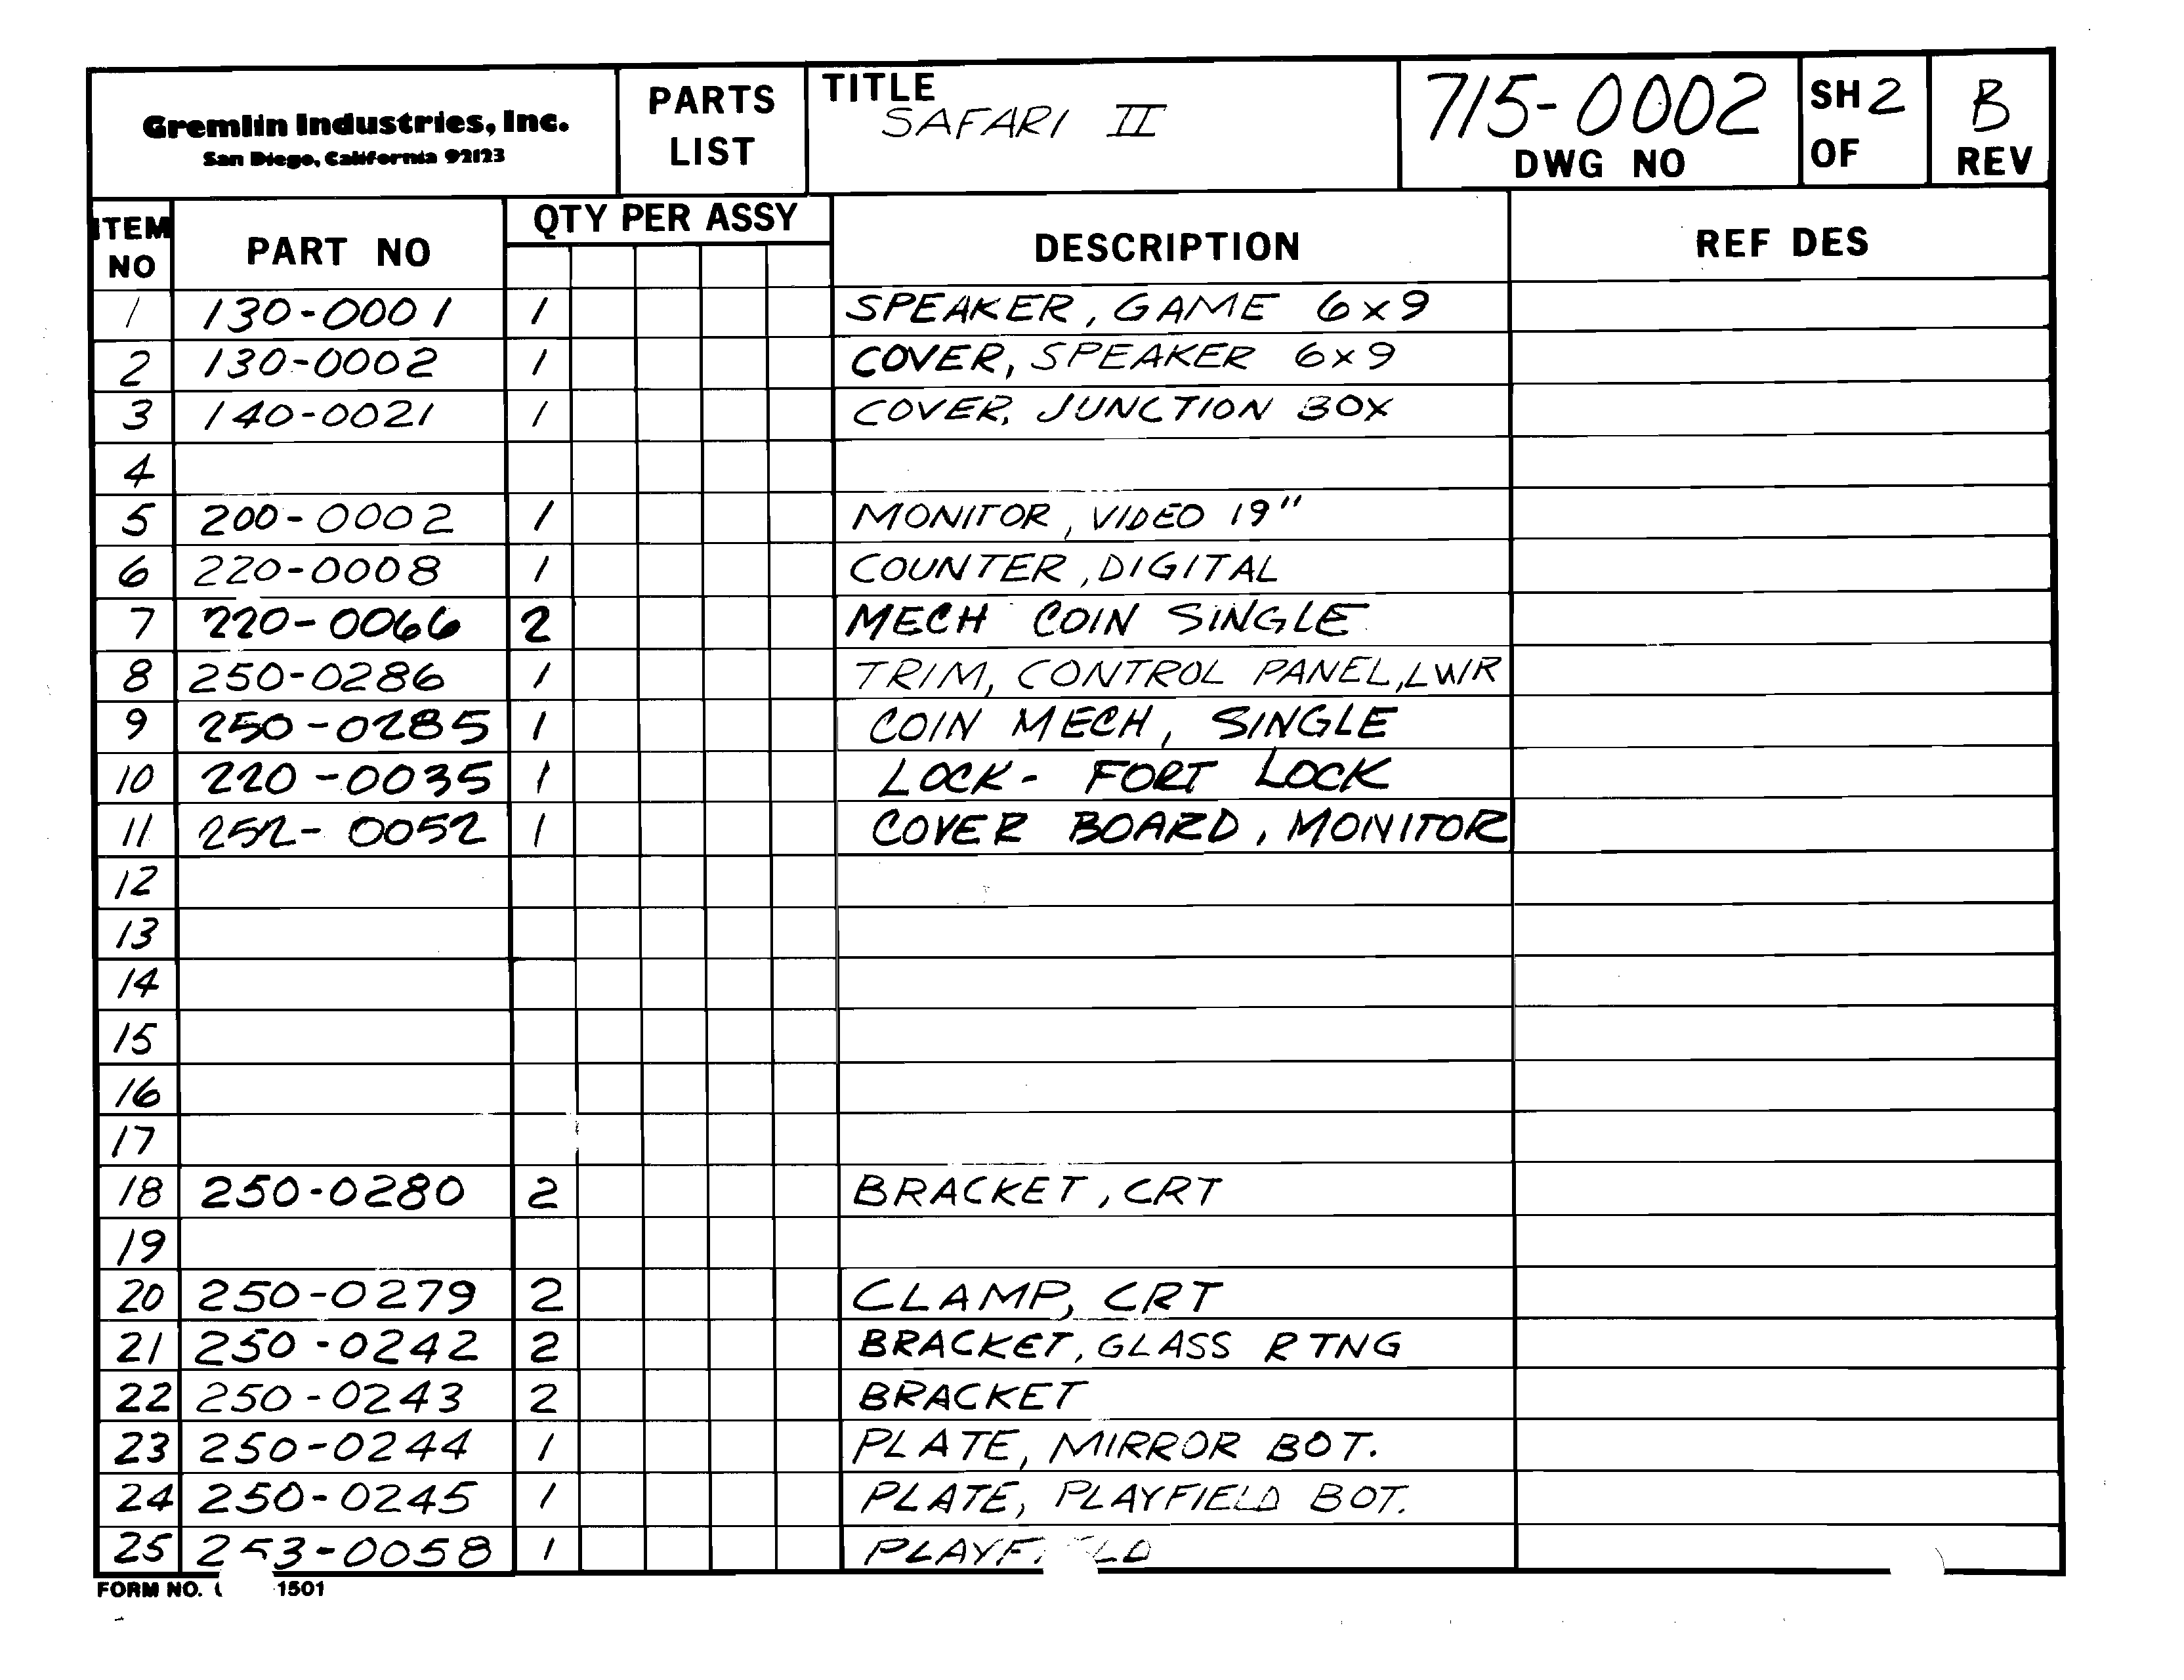 Gremlin Industries, Inc.
San Diego, California 92123
PARTS LIST
TITLE
SAFARI II
715-0002
DWG NO
SH 2
OF
B
REV
ITEM NO PART NO QTY PER ASSY DESCRIPTION REF DES
1 130-0001 1 SPEAKER, GAME 6x9
2 130-0002 1 COVER, SPEAKER 6x9
3 140-0021 1 COVER, JUNCTION BOX
4
5 200-0002 1 MONITOR, VIDEO 19"
6 220-0008 1 COUNTER, DIGITAL
7 220-0066 2 MECH COIN SINGLE
8 250-0286 1 TRIM, CONTROL PANEL, LWR
9 250-0285 1 COIN MECH, SINGLE
10 220-0035 1 LOCK- FORT LOCK
11 252-0052 1 COVER BOARD, MONITOR
12
13
14
15
16
17
18 250-0280 2 BRACKET, CRT
19
20 250-0279 2 CLAMP, CRT
21 250-0242 2 BRACKET, GLASS RTNG
22 250-0243 2 BRACKET
23 250-0244 1 PLATE, MIRROR BOT.
24 250-0245 1 PLATE, PLAYFIELD BOT.
25 253-0058 1 PLAYFIELD
FORM NO. 1501